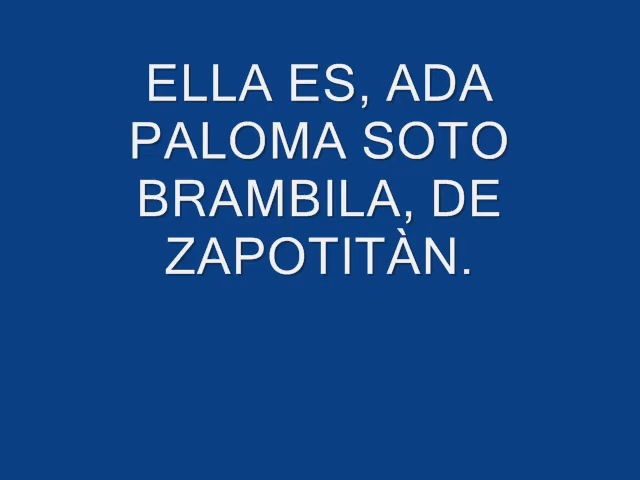 ELLA ES, ADA
PALOMA SOTO
BRAMBILA, DE
ZAPOTITÀN.